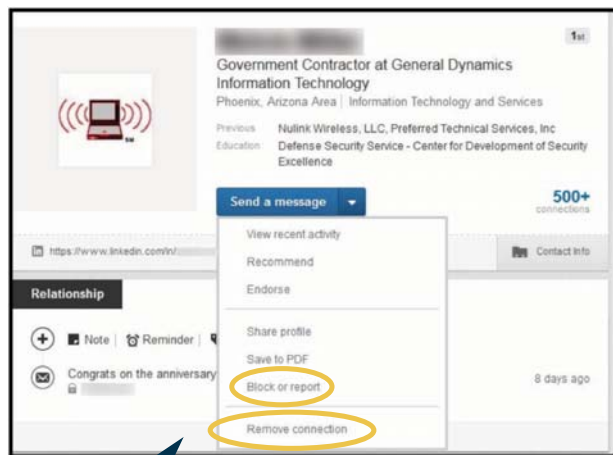 1st
Government Contractor at General Dynamics
Information Technology
Phoenix, Arizona Area | Information Technology and Services
Previous Nulink Wireless, LLC, Preferred Technical Services, Inc
Education Defense Security Service - Center for Development of Security
Excellence
SM
Send a message
500+
connections
View recent activity
Recommend
Endorse
https://www.linkedin.com/in/
Contact Info
Relationship
Share profile
Note | Reminder |
Save to PDF
Congrats on the anniversary
8 days ago
Block or report
Remove connection